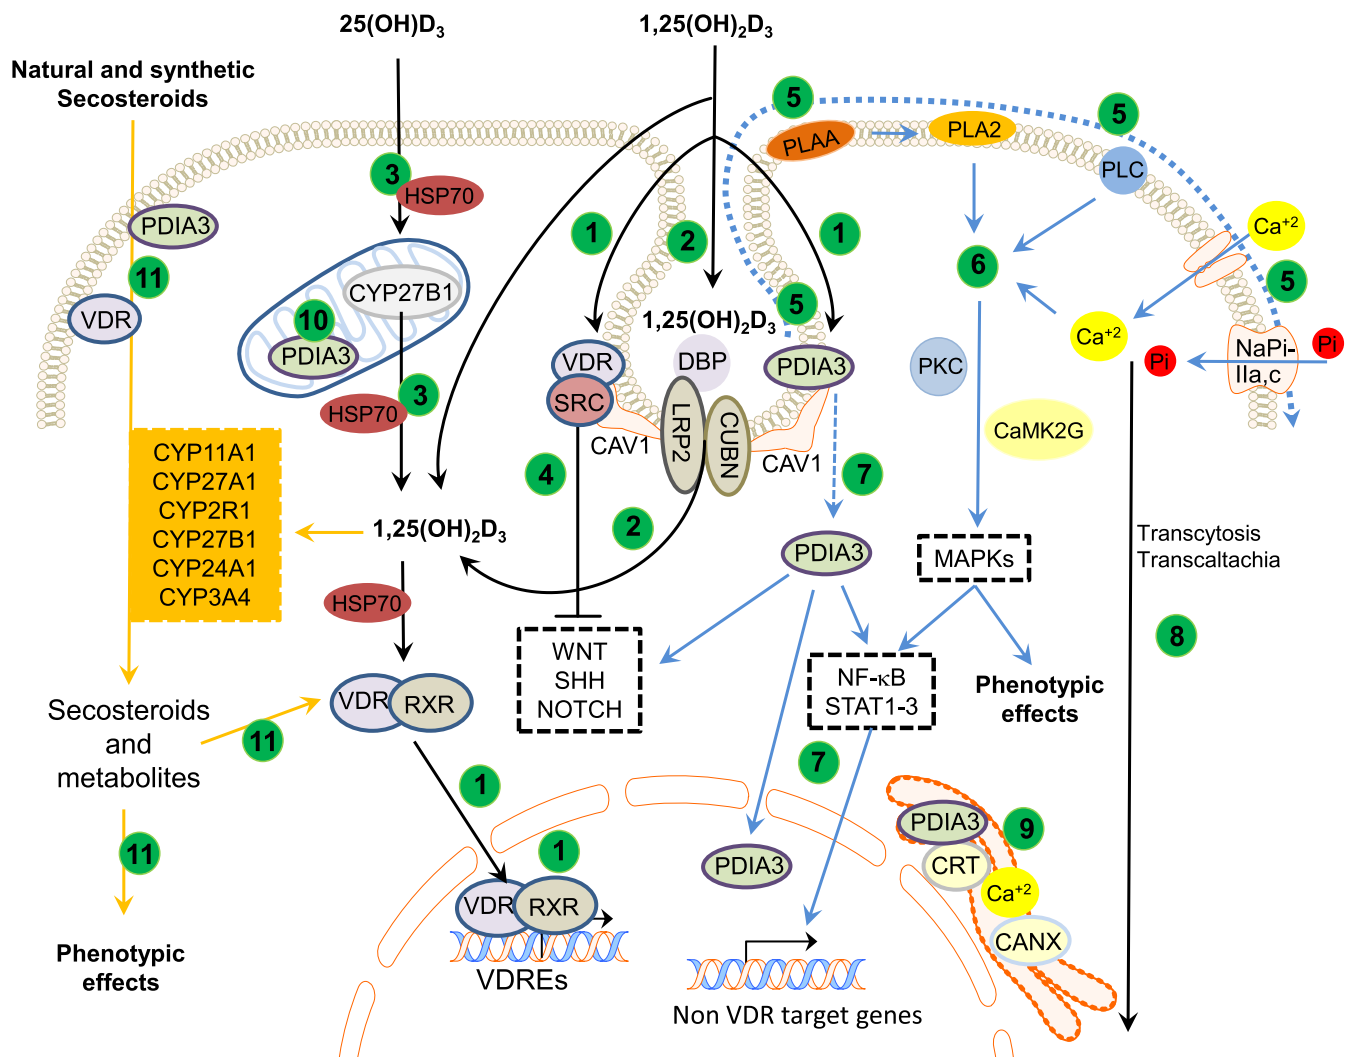 25(OH)D3
1,25(OH)2D3
Natural and synthetic
Secosteroids
5
5
PLAA
PLA2
PLC
3
HSP70
PDIA3
1
2
1
Ca+2
11
6
5
CYP27B1
VDR
10
PDIA3
5
1,25(OH)2D3
Ca+2
VDR
DBP
PDIA3
PKC
Pi
NaPi-
IIa,c
Pi
3
HSP70
SRC
LRP2
CUBN
CAV1
CAV1
CaMK2G
CYP11A1
CYP27A1
CYP2R1
CYP27B1
CYP24A1
CYP3A4
4
7
1,25(OH)2D3
2
PDIA3
MAPKs
Transcytosis
Transcaltachia
HSP70
8
WNT
SHH
NOTCH
NF-κB
STAT1-3
Phenotypic
effects
VDR
RXR
Secosteroids
and
metabolites
11
1
7
11
1
PDIA3
9
CRT
PDIA3
Ca+2
VDR
RXR
CANX
Phenotypic
effects
VDREs
Non VDR target genes